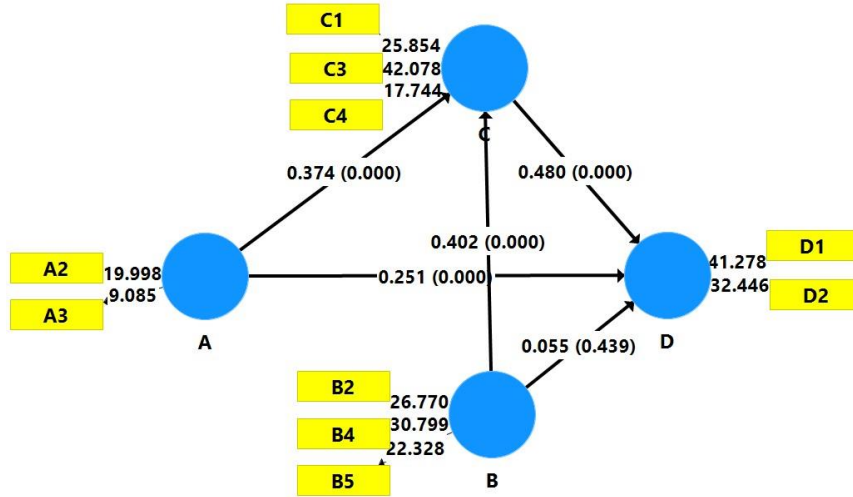 C1
25.854
C3
42.078
17.744
C4
C
0.374 (0.000)
0.480 (0.000)
0.402 (0.000)
A2
19.998
A3
9.085
A
0.251 (0.000)
D1
41.278
32.446
D2
D
0.055 (0.439)
B2
26.770
B4
30.799
22.328
B5
B